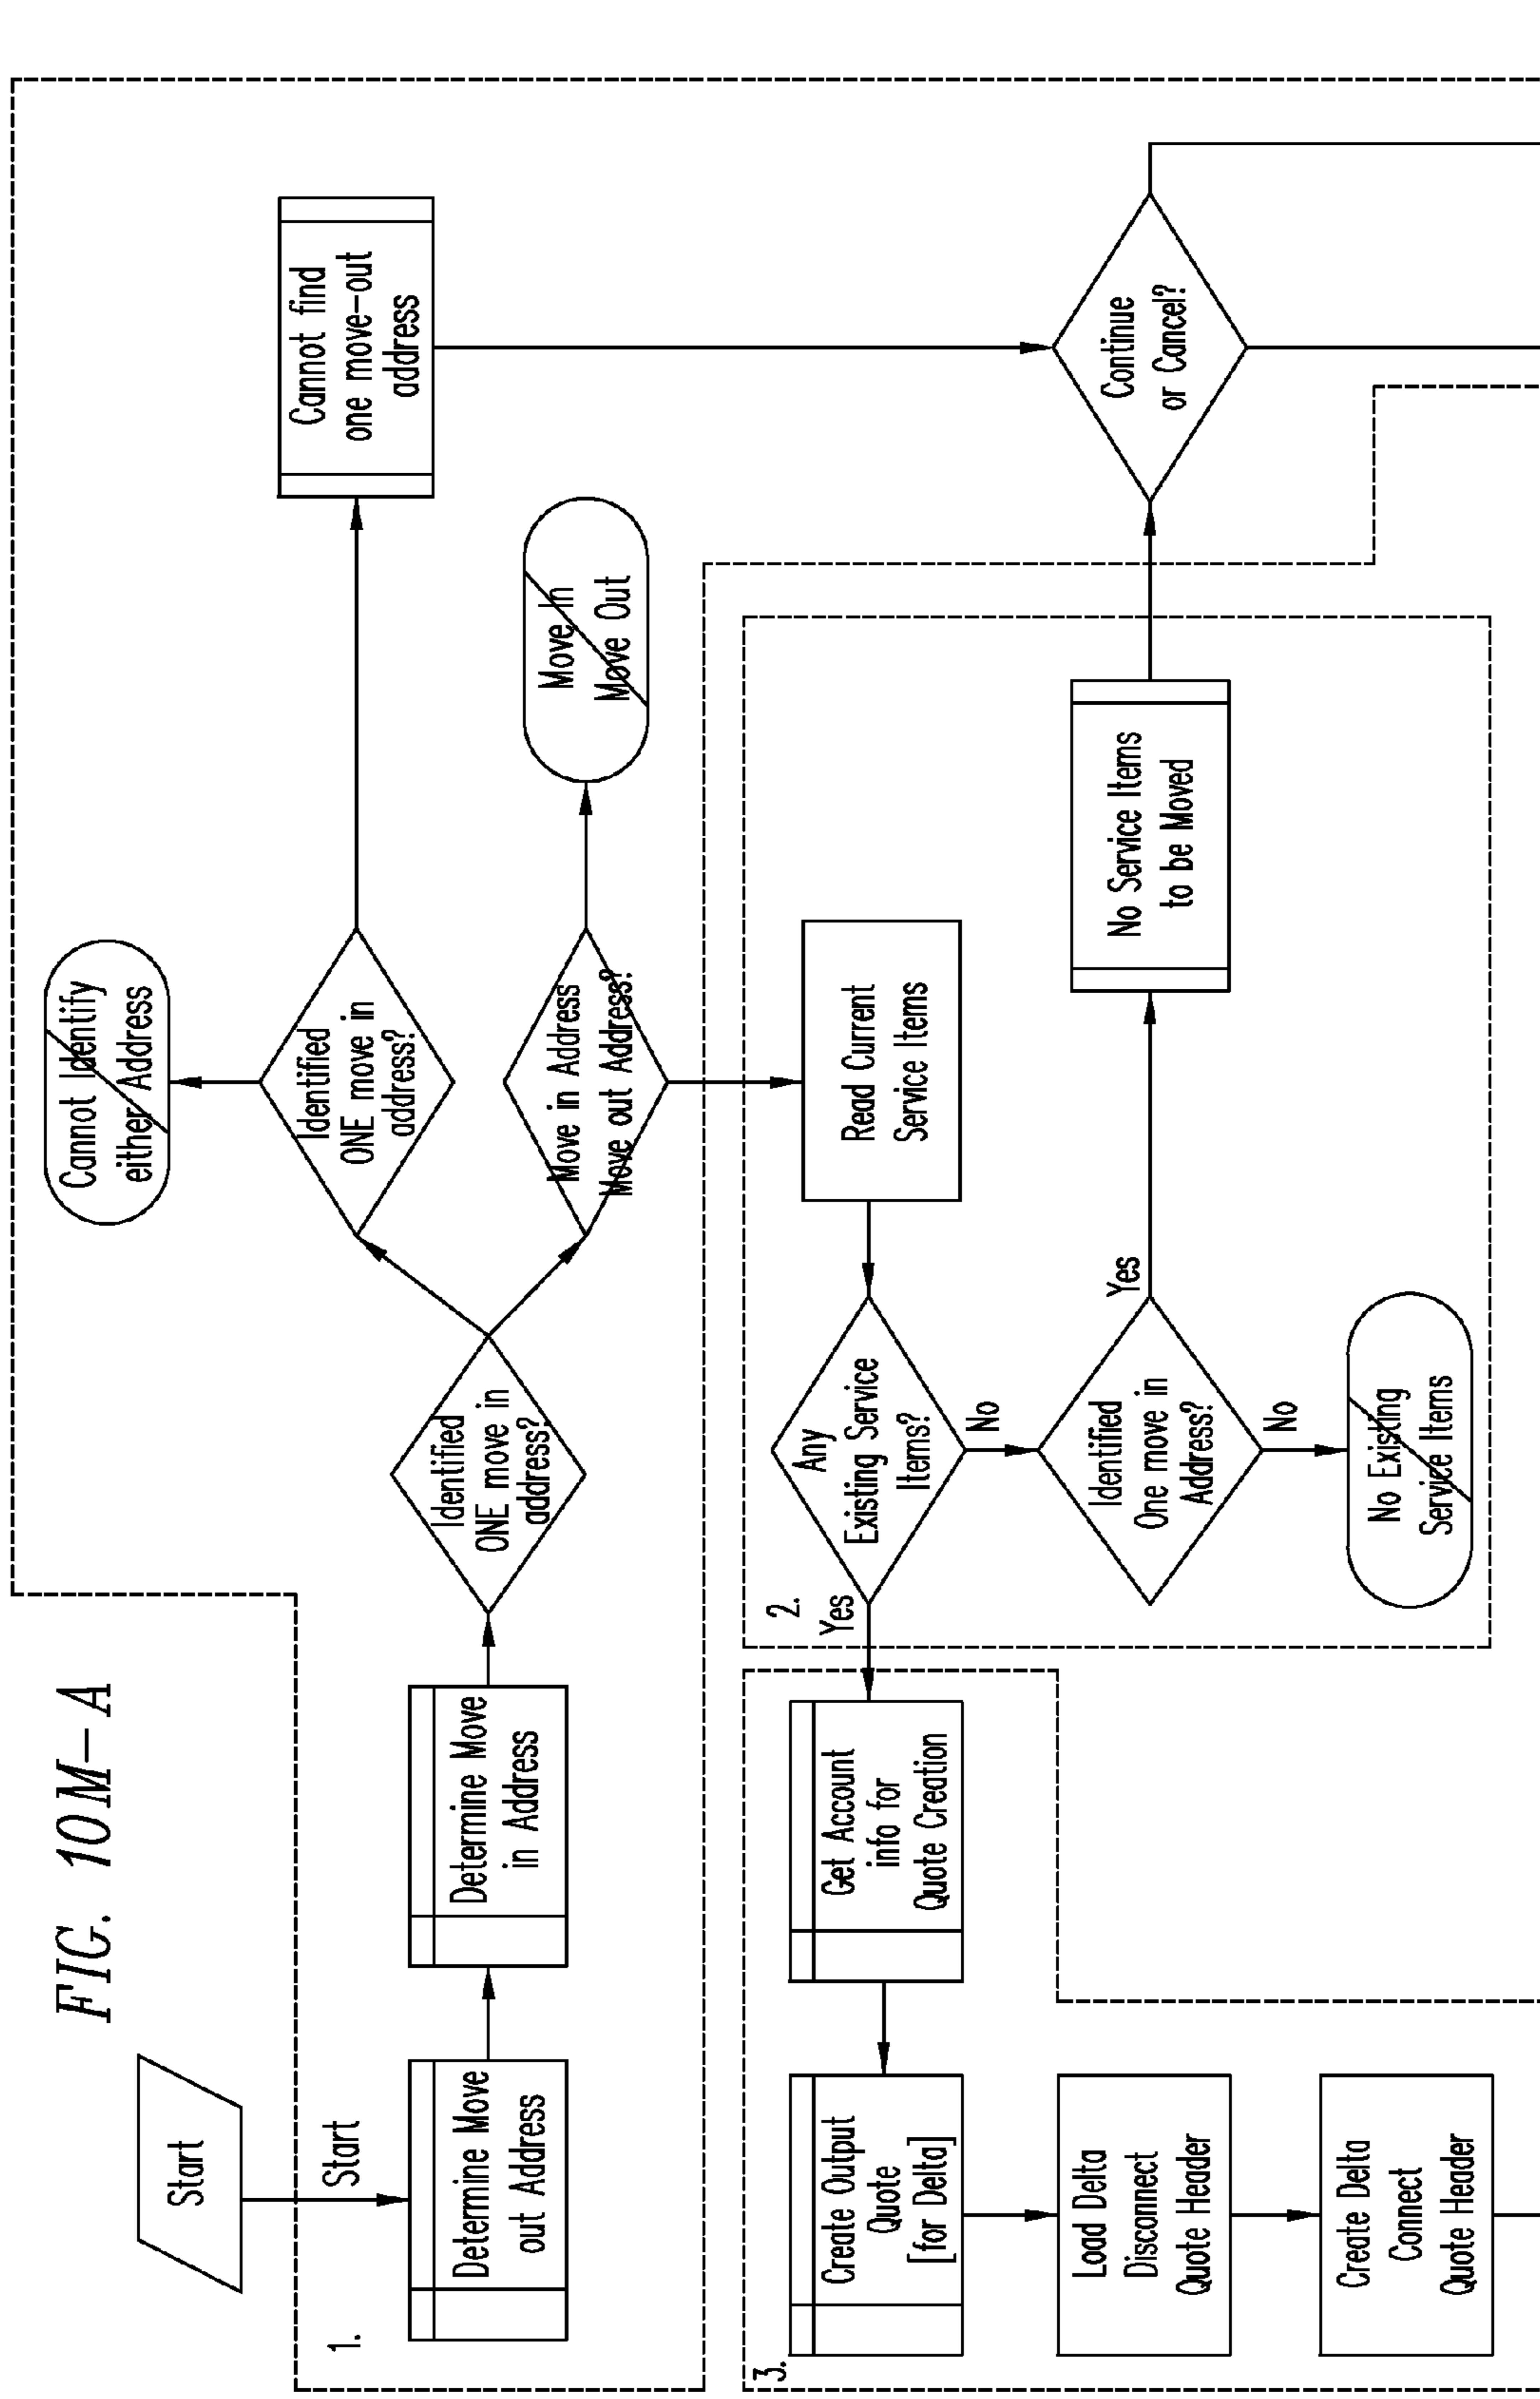 FIG. 10M-A
Start
Start
1.
Determine Move
out Address
Determine Move
in Address
Identified
ONE move in
address?
Identified
ONE move in
address?
Cannot Identify
either Address
Cannot find
one move-out
address
Move in Address
Move out Address?
Move In
Move Out
Continue
or Cancel?
2.
Read Current
Service Items
Any
Existing Service
Items?
Yes
No
Identified
One move in
Address?
Yes
No
No Service Items
to be Moved
No Existing
Service Items
3.
Get Account
info for
Quote Creation
Create Output
Quote
[for Delta]
Load Delta
Disconnect
Quote Header
Create Delta
Connect
Quote Header